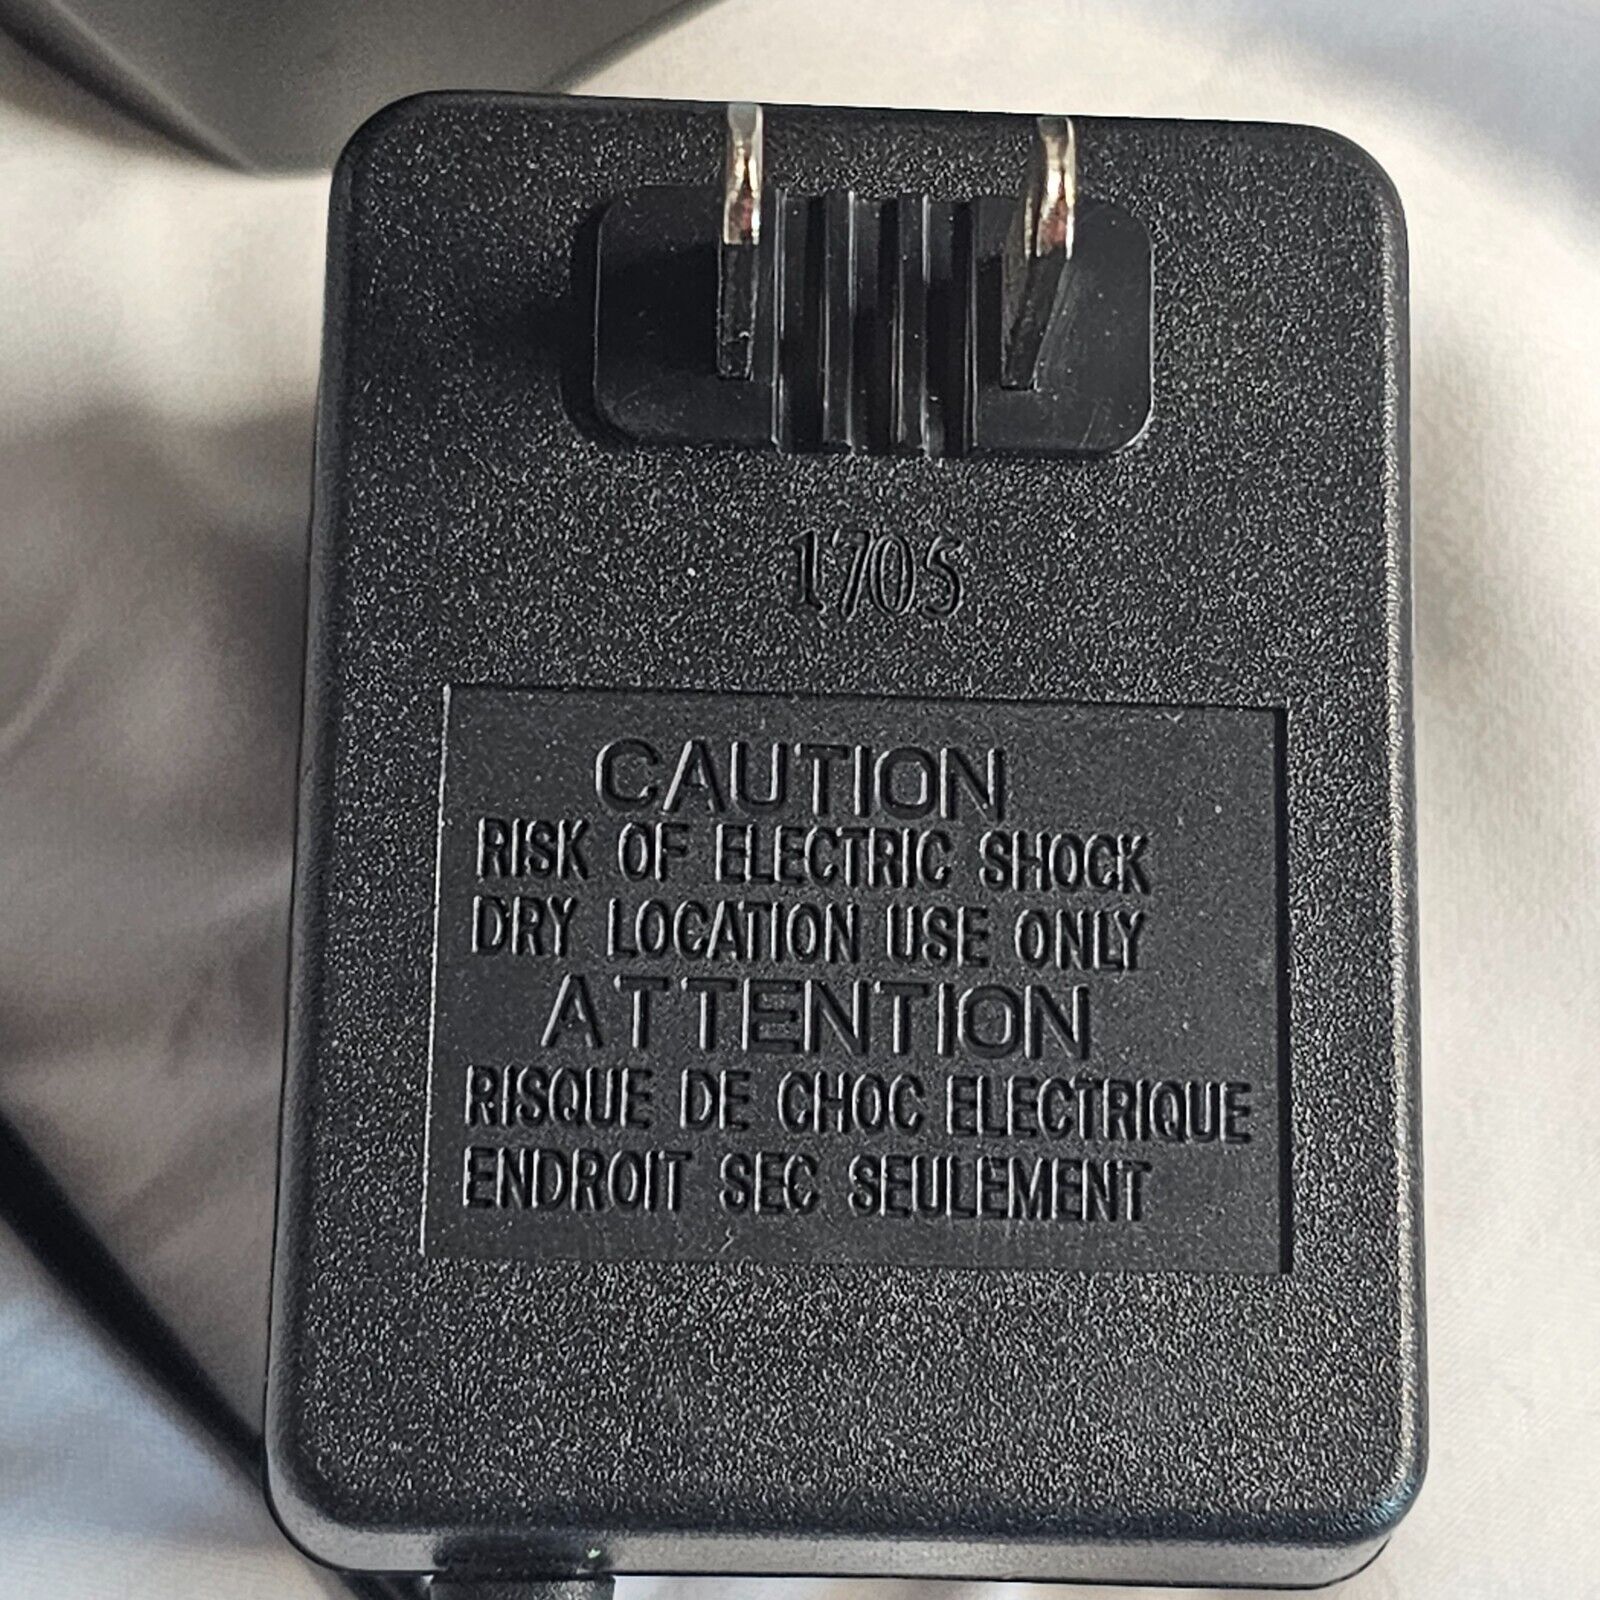 1705
CAUTION
RISK OF ELECTRIC SHOCK
DRY LOCATION USE ONLY
ATTENTION
RISQUE DE CHOC ELECTRIQUE
ENDROIT SEC SEULEMENT